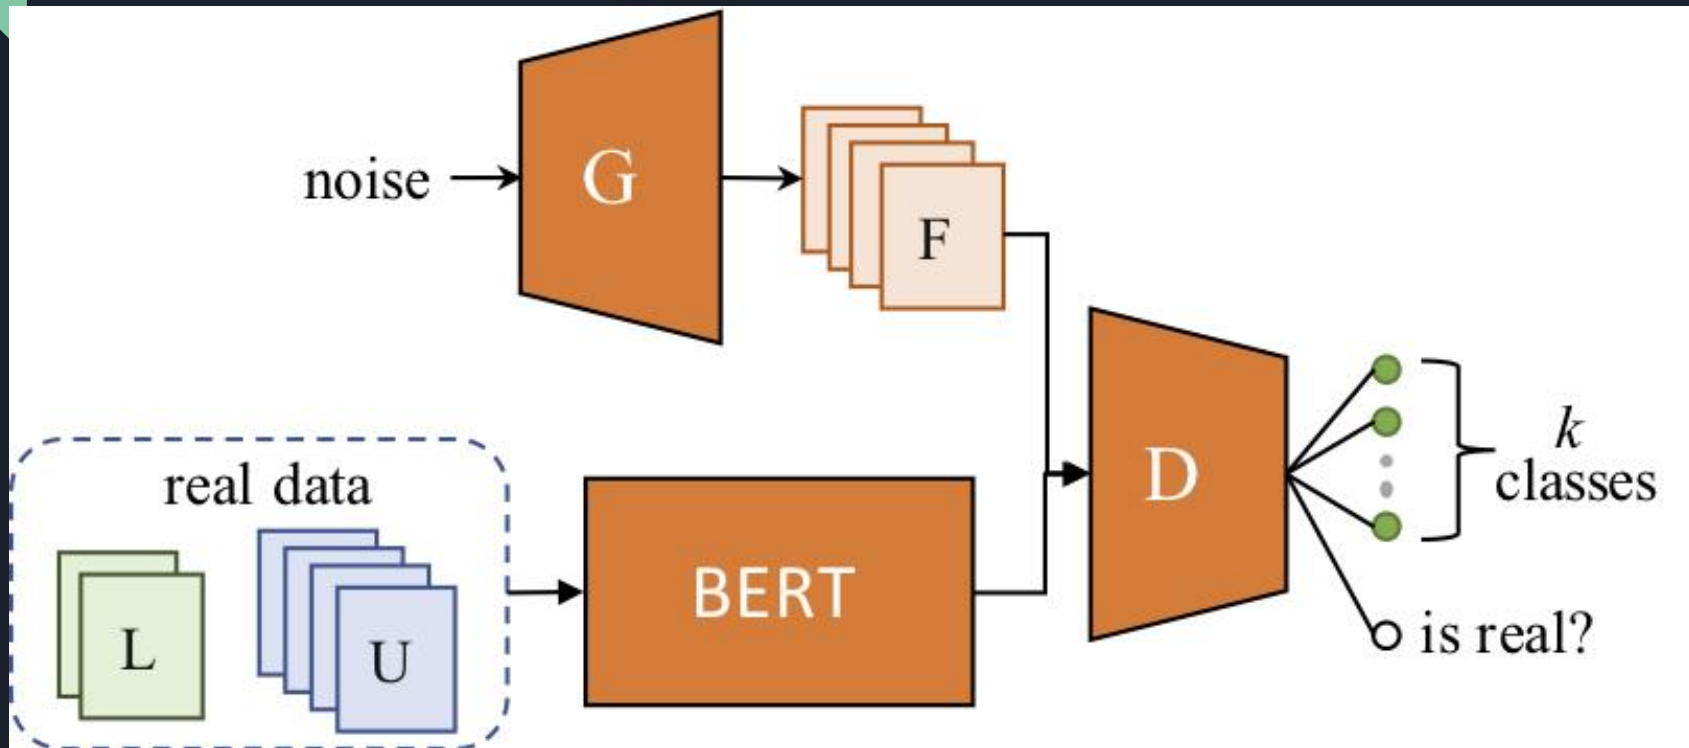 noise
G
F
real data
L
U
BERT
D
k
classes
is real?